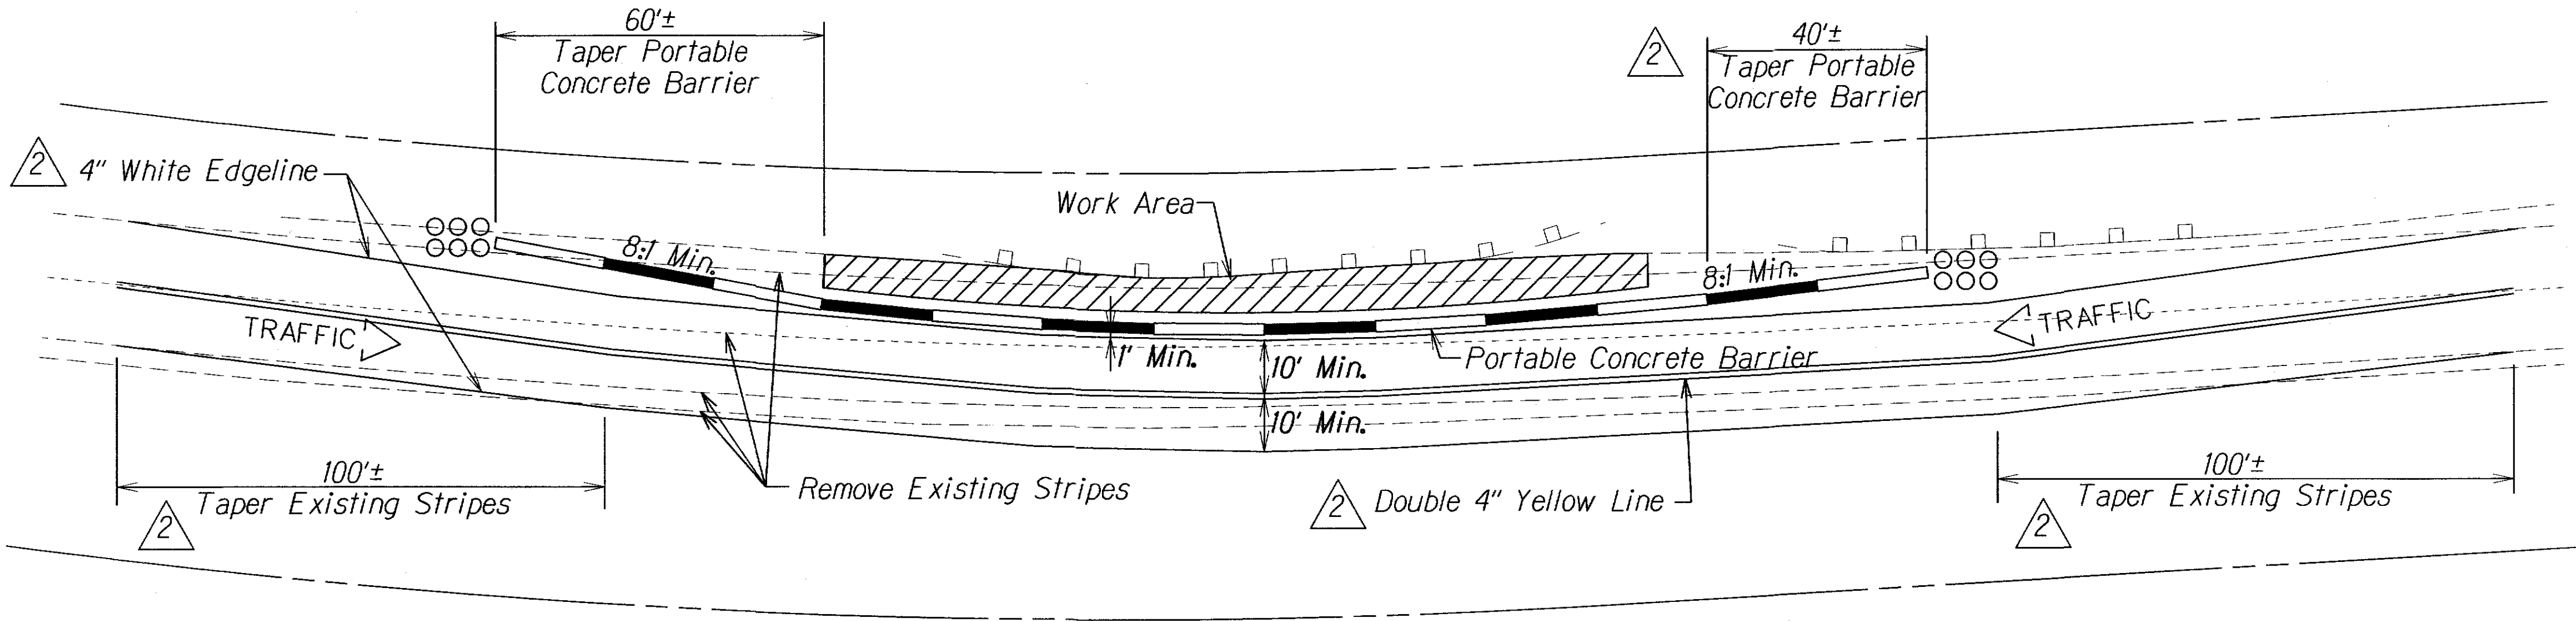 60'±
Taper Portable
Concrete Barrier
2
40'±
Taper Portable
Concrete Barrier
2 4" White Edgeline
Work Area
8:1 Min.
8:1 Min.
TRAFFIC
TRAFFIC
1' Min.
10' Min.
Portable Concrete Barrier
10' Min.
100'±
Taper Existing Stripes
2
Remove Existing Stripes
2 Double 4" Yellow Line
100'±
Taper Existing Stripes
2